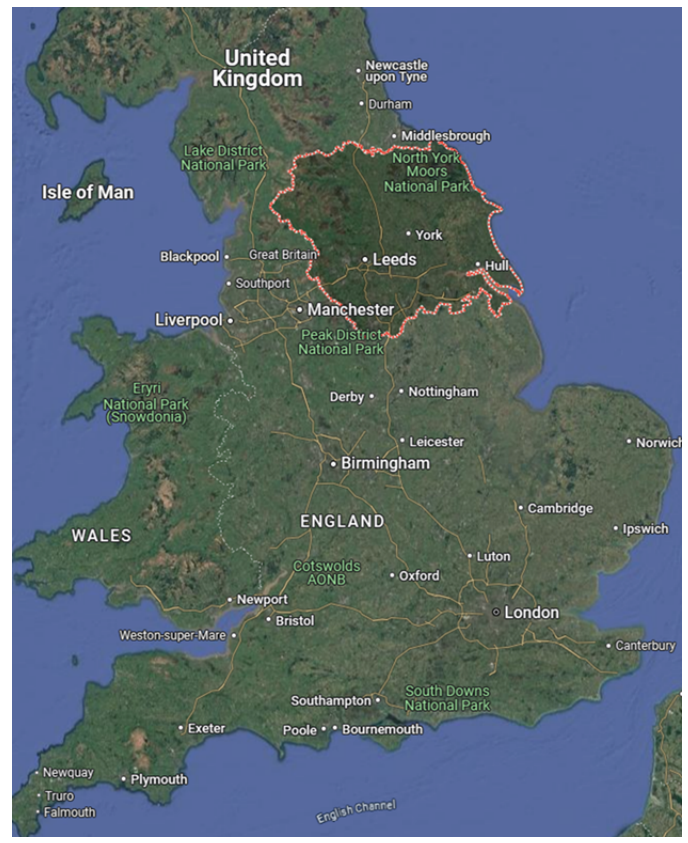 United
Kingdom
Newcastle
upon Tyne
Durham
Middlesbrough
Lake District
National Park
North York
Moors
National Park
Isle of Man
York
Blackpool
Great Britain
Leeds
Hull
Southport
Manchester
Liverpool
Peak District
National Park
Eryri
National Park
(Snowdonia)
Derby
Nottingham
Leicester
Norwich
Birmingham
Cambridge
ENGLAND
Ipswich
WALES
Luton
Cotswolds
AONB
Oxford
Newport
London
Bristol
Weston-super-Mare
Canterbury
South Downs
National Park
Southampton
Exeter
Poole
Bournemouth
Newquay
Plymouth
Truro
Falmouth
English Channel